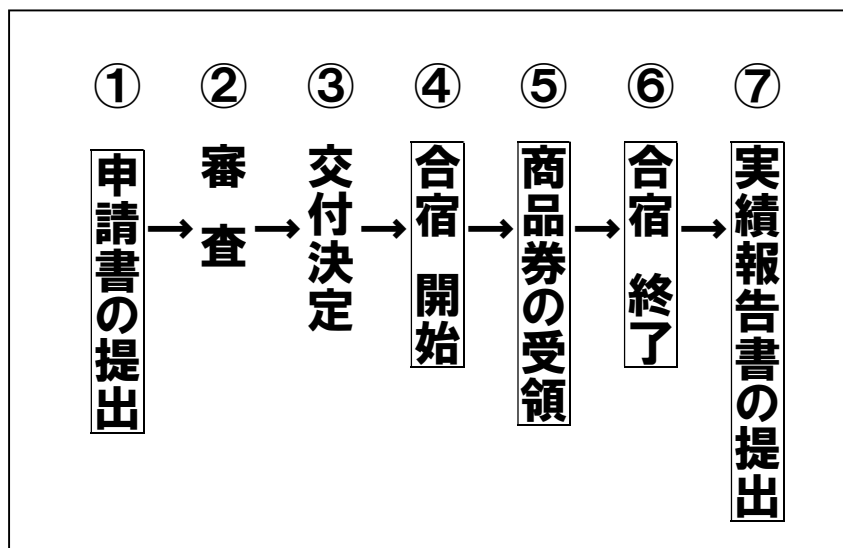 ① ② ③ ④ ⑤ ⑥ ⑦
申請書の提出
→
審査
→
交付決定
→
合宿 開始
→
商品券の受領
→
合宿 終了
→
実績報告書の提出